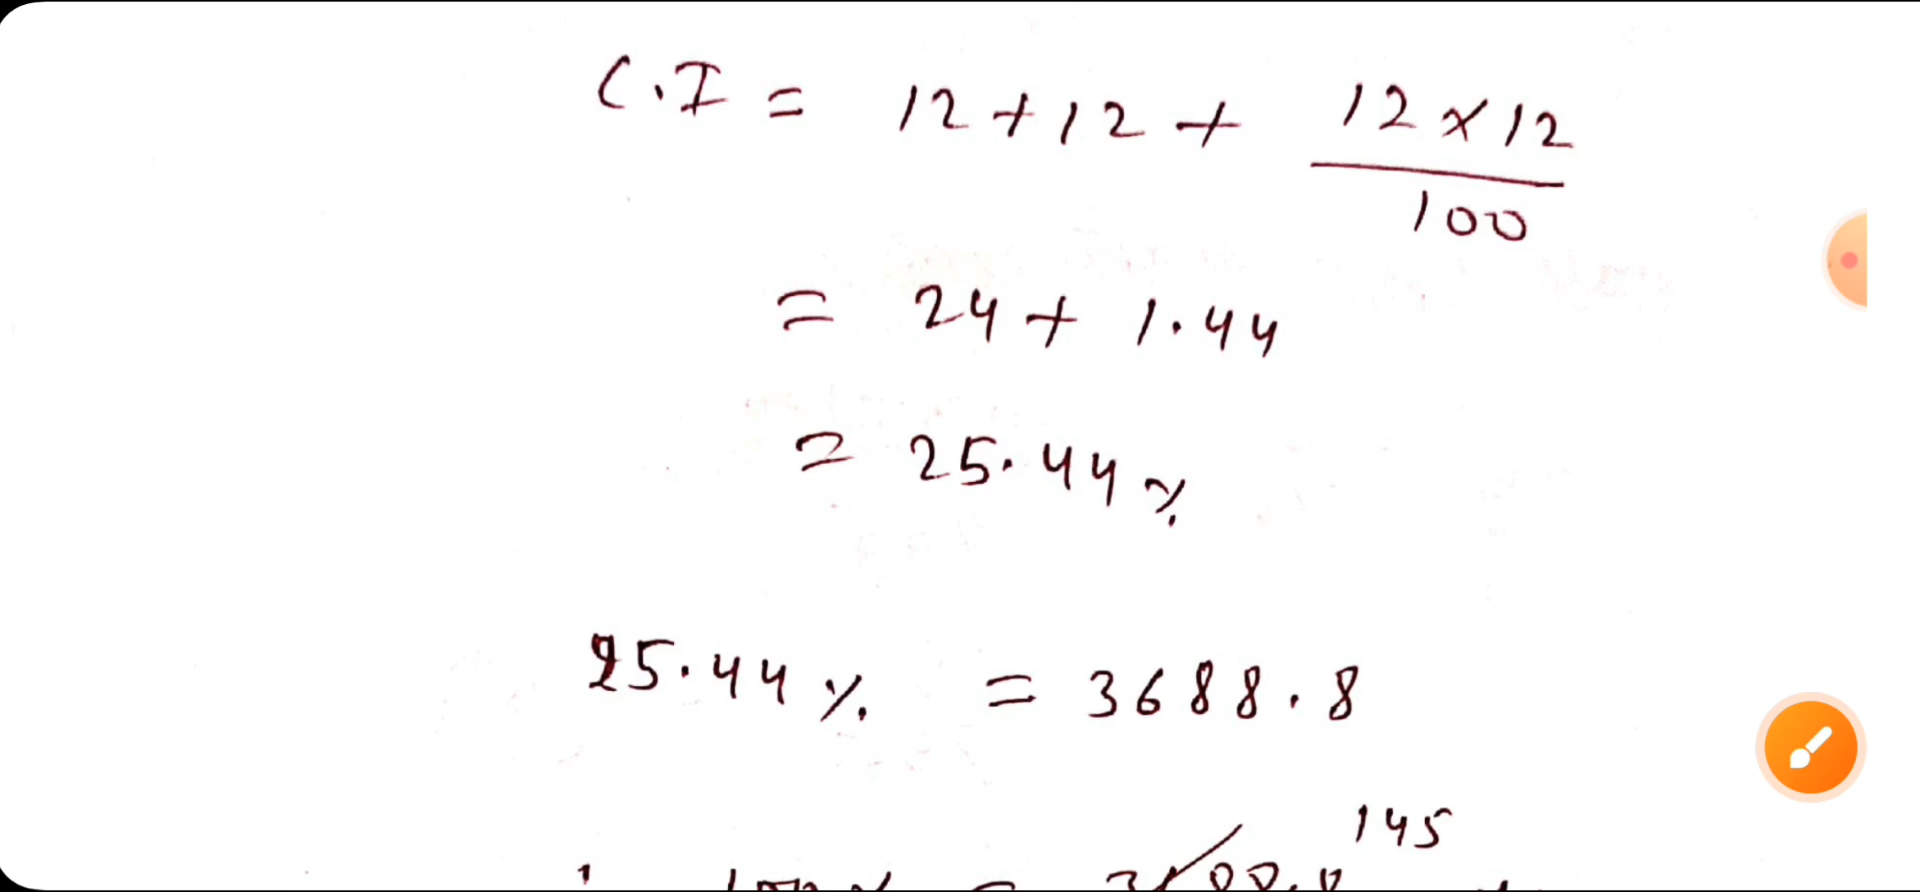 C.I = 12 + 12 + 12 × 12 / 100
= 24 + 1.44
= 25.44 %
25.44 % = 3688.8
145